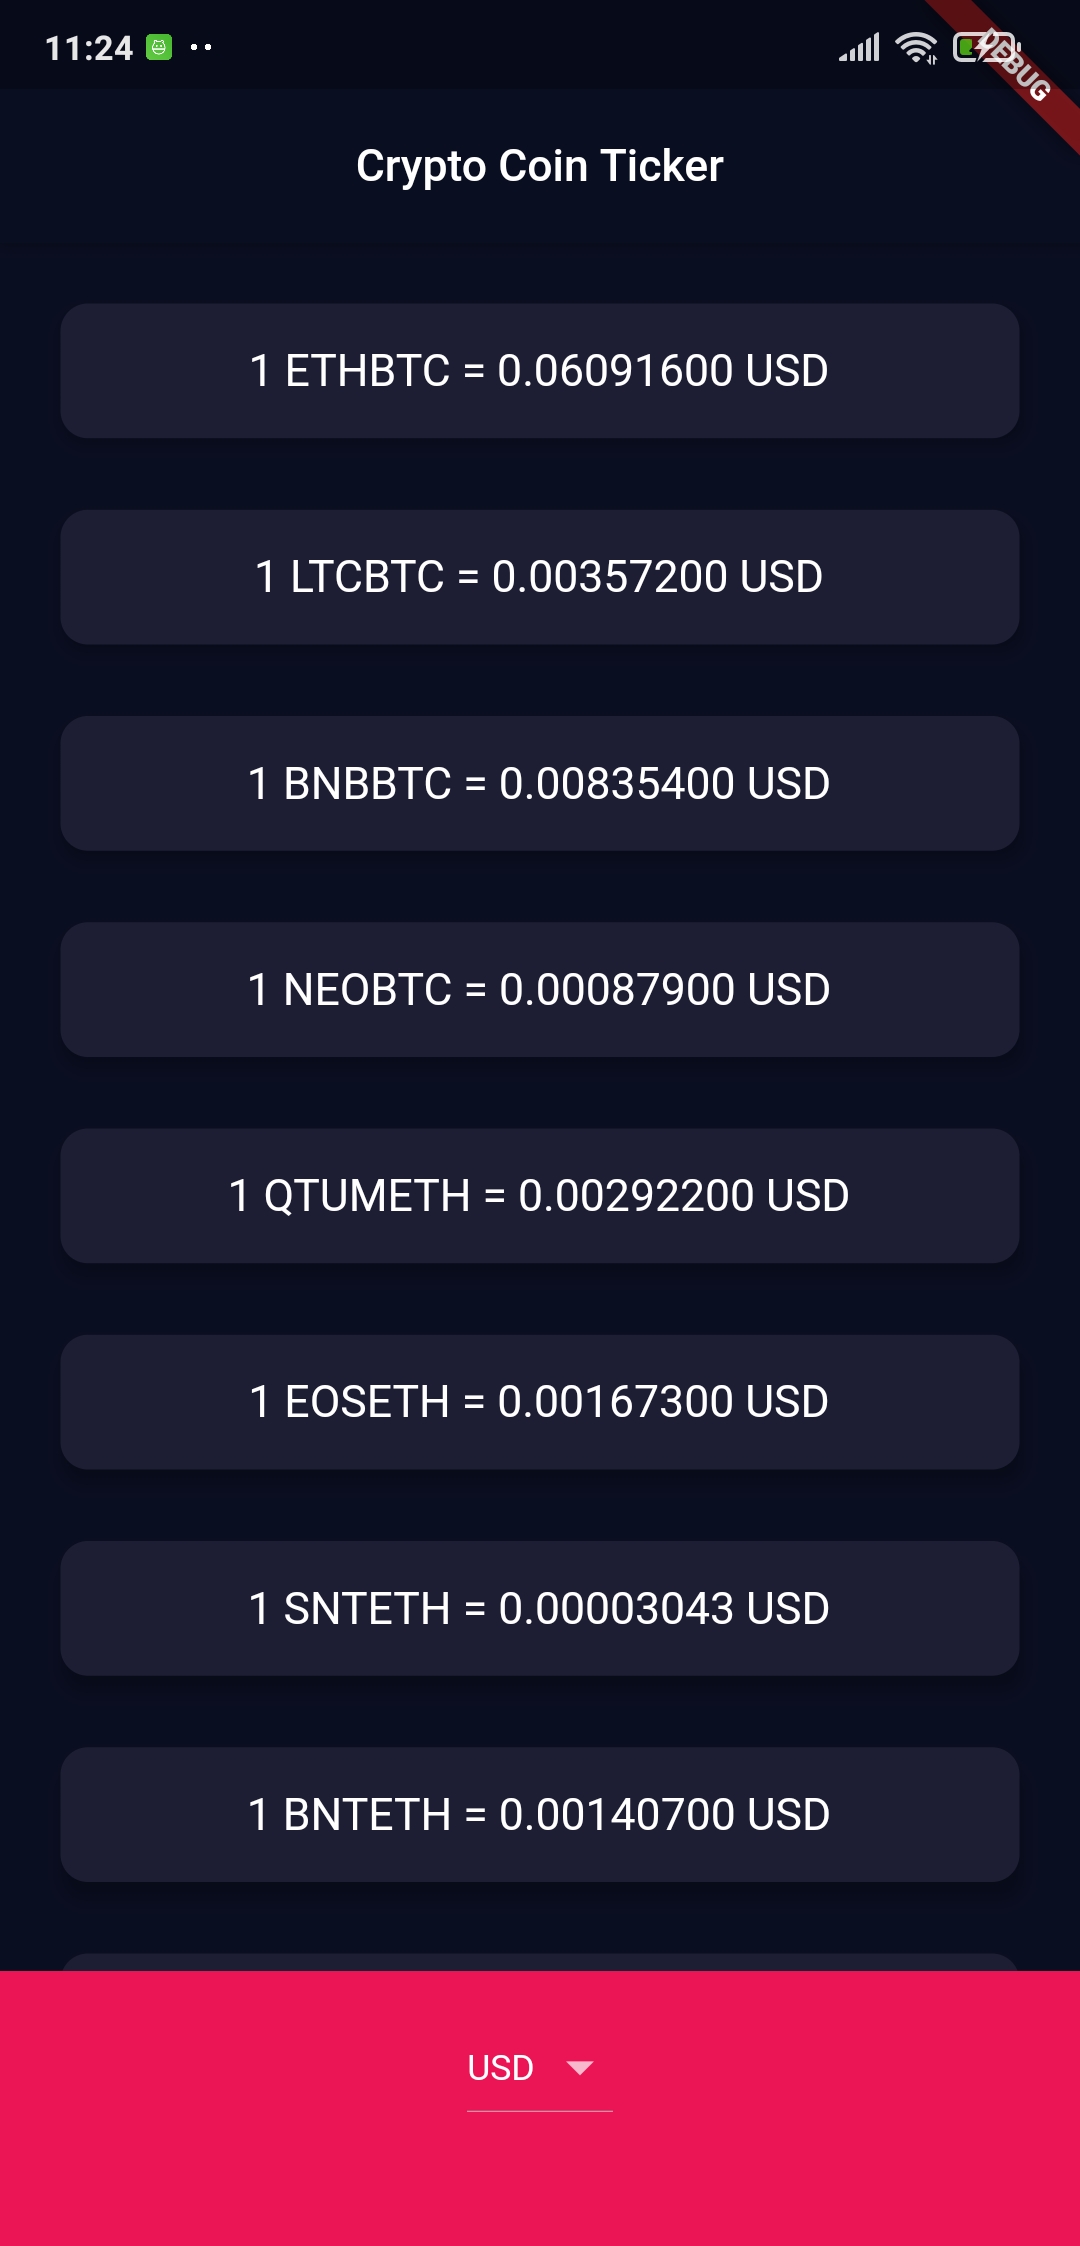 11:24
DEBUG
Crypto Coin Ticker
1 ETHBTC = 0.06091600 USD
1 LTCBTC = 0.00357200 USD
1 BNBBTC = 0.00835400 USD
1 NEOBTC = 0.00087900 USD
1 QTUMETH = 0.00292200 USD
1 EOSETH = 0.00167300 USD
1 SNTETH = 0.00003043 USD
1 BNTETH = 0.00140700 USD
USD